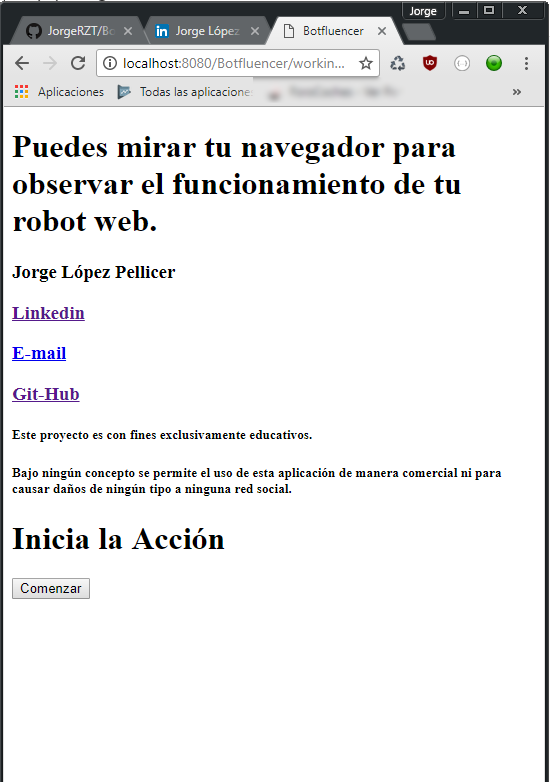 Jorge
JorgeRZT/Bo
Jorge López
Botfluencer
localhost:8080/Botfluencer/workin...
Aplicaciones
Todas las aplicacione
Puedes mirar tu navegador para
observar el funcionamiento de tu
robot web.
Jorge López Pellicer
Linkedin
E-mail
Git-Hub
Este proyecto es con fines exclusivamente educativos.
Bajo ningún concepto se permite el uso de esta aplicación de manera comercial ni para
causar daños de ningún tipo a ninguna red social.
Inicia la Acción
Comenzar